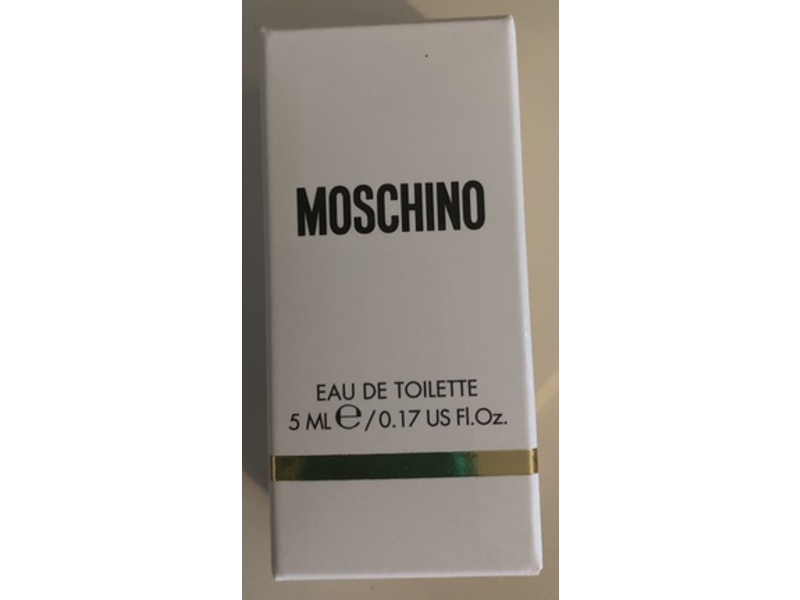 MOSCHINO
EAU DE TOILETTE
5 ML ℮ / 0.17 US Fl.Oz.